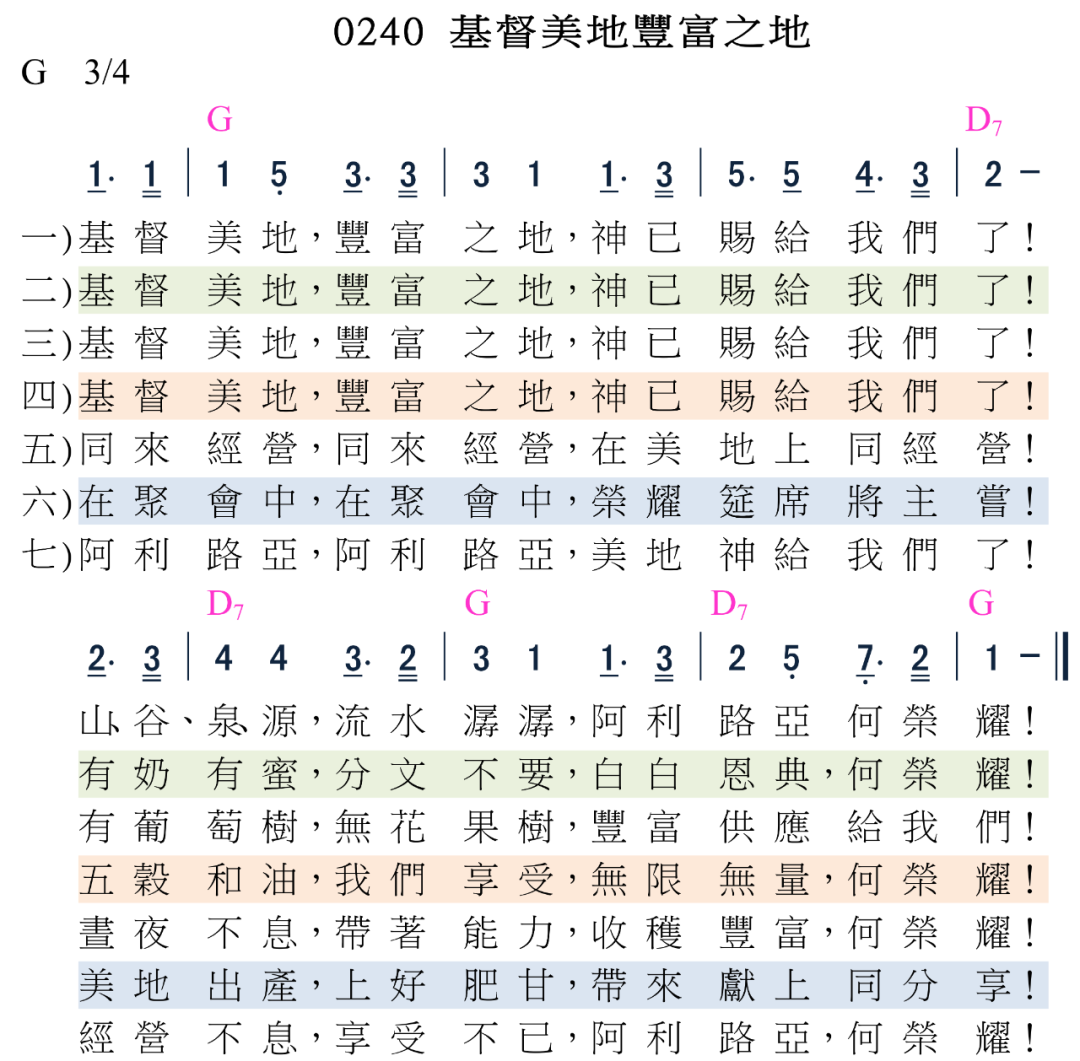 0240 基督美地豐富之地
G 3/4
G D7
1· 1 | 1 5 3· 3 | 3 1 1· 3 | 5· 5 4· 3 | 2 −
一)基督 美地，豐富 之地，神已 賜給 我們 了！
二)基督 美地，豐富 之地，神已 賜給 我們 了！
三)基督 美地，豐富 之地，神已 賜給 我們 了！
四)基督 美地，豐富 之地，神已 賜給 我們 了！
五)同來 經營，同來 經營，在美 地上 同經 營！
六)在聚 會中，在聚 會中，榮耀 筵席 將主 嘗！
七)阿利 路亞，阿利 路亞，美地 神給 我們 了！
D7 G D7 G
2· 3 | 4 4 3· 2 | 3 1 1· 3 | 2 5 7· 2 | 1 − ‖
山、谷、泉、源，流水 潺潺，阿利 路亞 何榮 耀！
有奶 有蜜，分文 不要，白白 恩典，何榮 耀！
有葡 萄樹，無花 果樹，豐富 供應 給我 們！
五穀 和油，我們 享受，無限 無量，何榮 耀！
晝夜 不息，帶著 能力，收穫 豐富，何榮 耀！
美地 出產，上好 肥甘，帶來 獻上 同分 享！
經營 不息，享受 不已，阿利 路亞，何榮 耀！